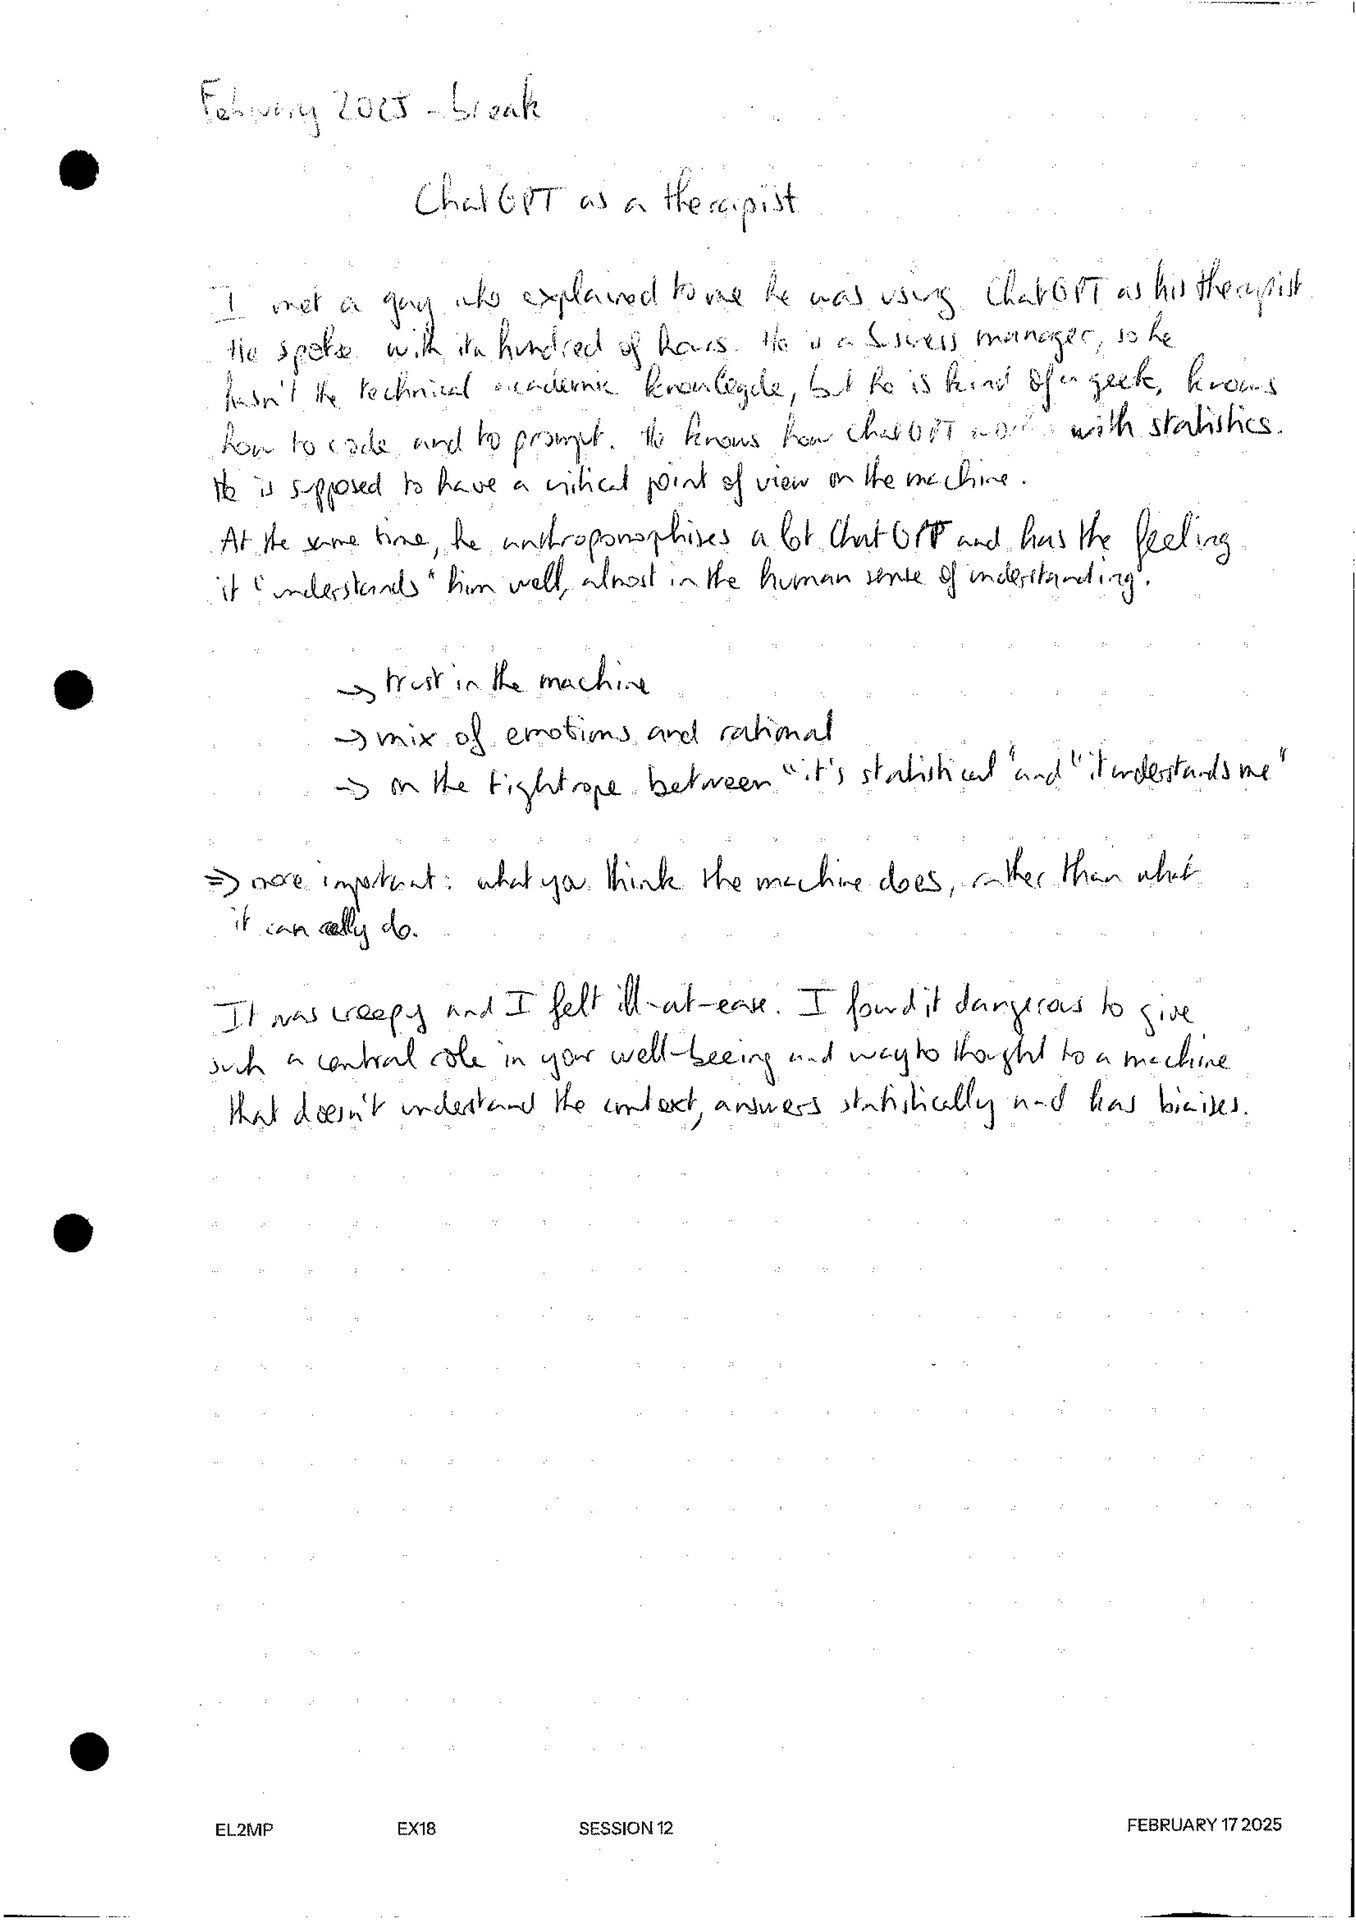 February 2025 - break
ChatGPT as a therapist
I met a guy who explained to me he was using ChatGPT as his therapist.
He spoke with it a hundred of hours. He is a business manager, so he
hasn't the technical academic knowlegde, but he is kind of a geek, knows
how to code and to prompt. He knows how ChatGPT works with statistics.
He is supposed to have a critical point of view on the machine.
At the same time, he anthropomophises a lot ChatGPT and has the feeling
it "understands" him well, almost in the human sense of understanding.
→ trust in the machine
→ mix of emotions and rational
→ on the tightrope between "it's statistical" and "it understands me"
⇒ more important: what you think the machine does, rather than what
it can really do.
It was creepy and I felt ill-at-ease. I found it dangerous to give
such a central role in your well-beeing and way to thought to a machine
that doesn't understand the context, answers statistically and has biaises.
EL2MP EX18 SESSION 12 FEBRUARY 17 2025